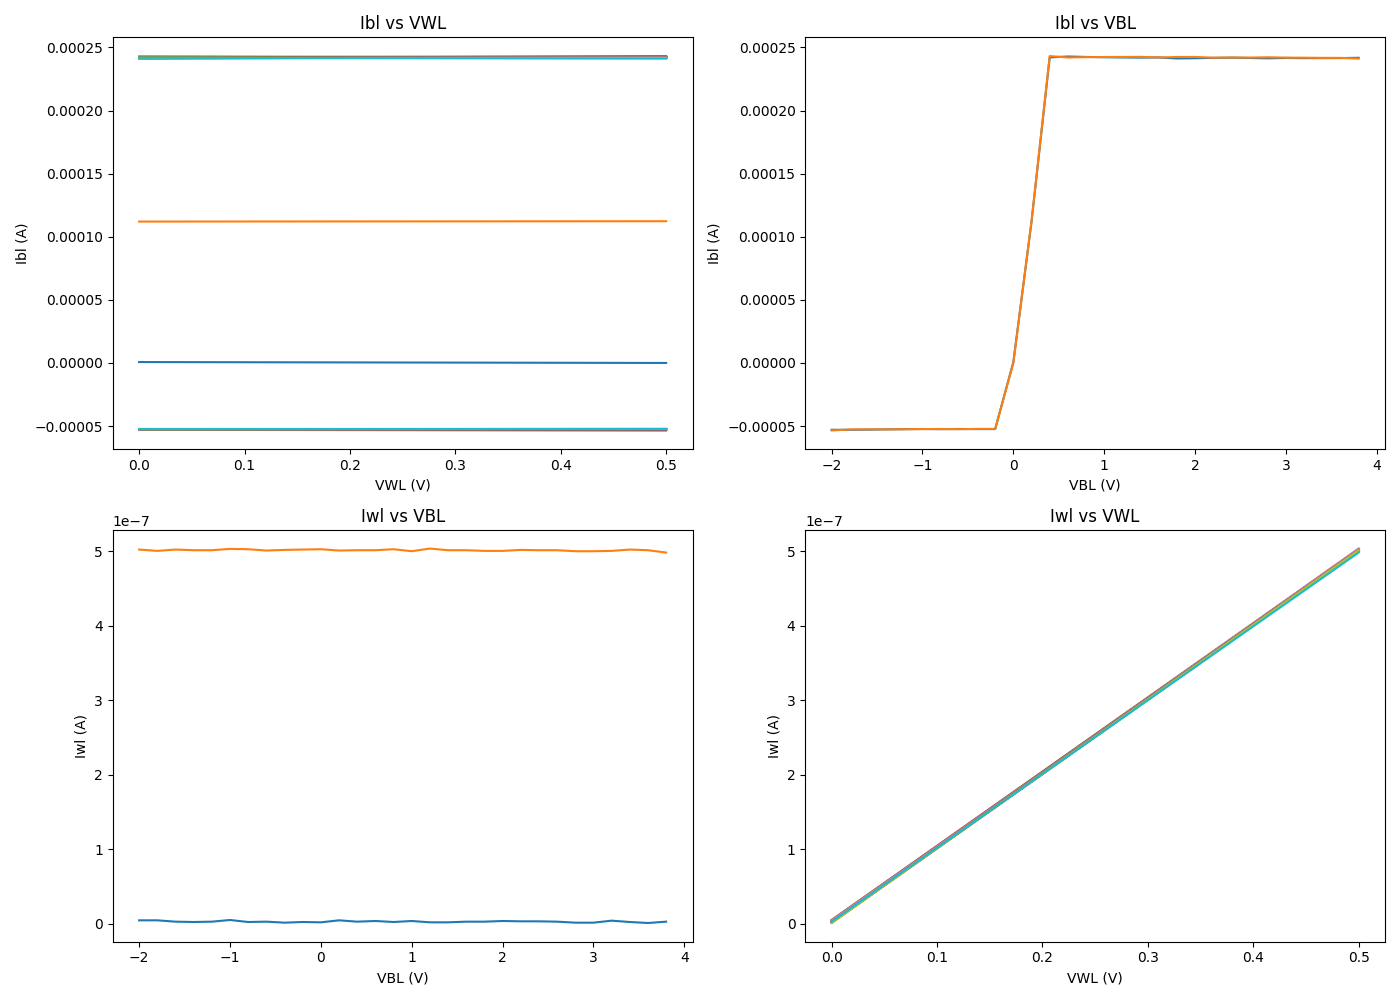 Ibl vs VWL
0.00025
0.00020
0.00015
0.00010
0.00005
0.00000
−0.00005
Ibl (A)
0.0 0.1 0.2 0.3 0.4 0.5
VWL (V)
Ibl vs VBL
0.00025
0.00020
0.00015
0.00010
0.00005
0.00000
−0.00005
Ibl (A)
−2 −1 0 1 2 3 4
VBL (V)
Iwl vs VBL
1e−7
5
4
3
2
1
0
Iwl (A)
−2 −1 0 1 2 3 4
VBL (V)
Iwl vs VWL
1e−7
5
4
3
2
1
0
Iwl (A)
0.0 0.1 0.2 0.3 0.4 0.5
VWL (V)